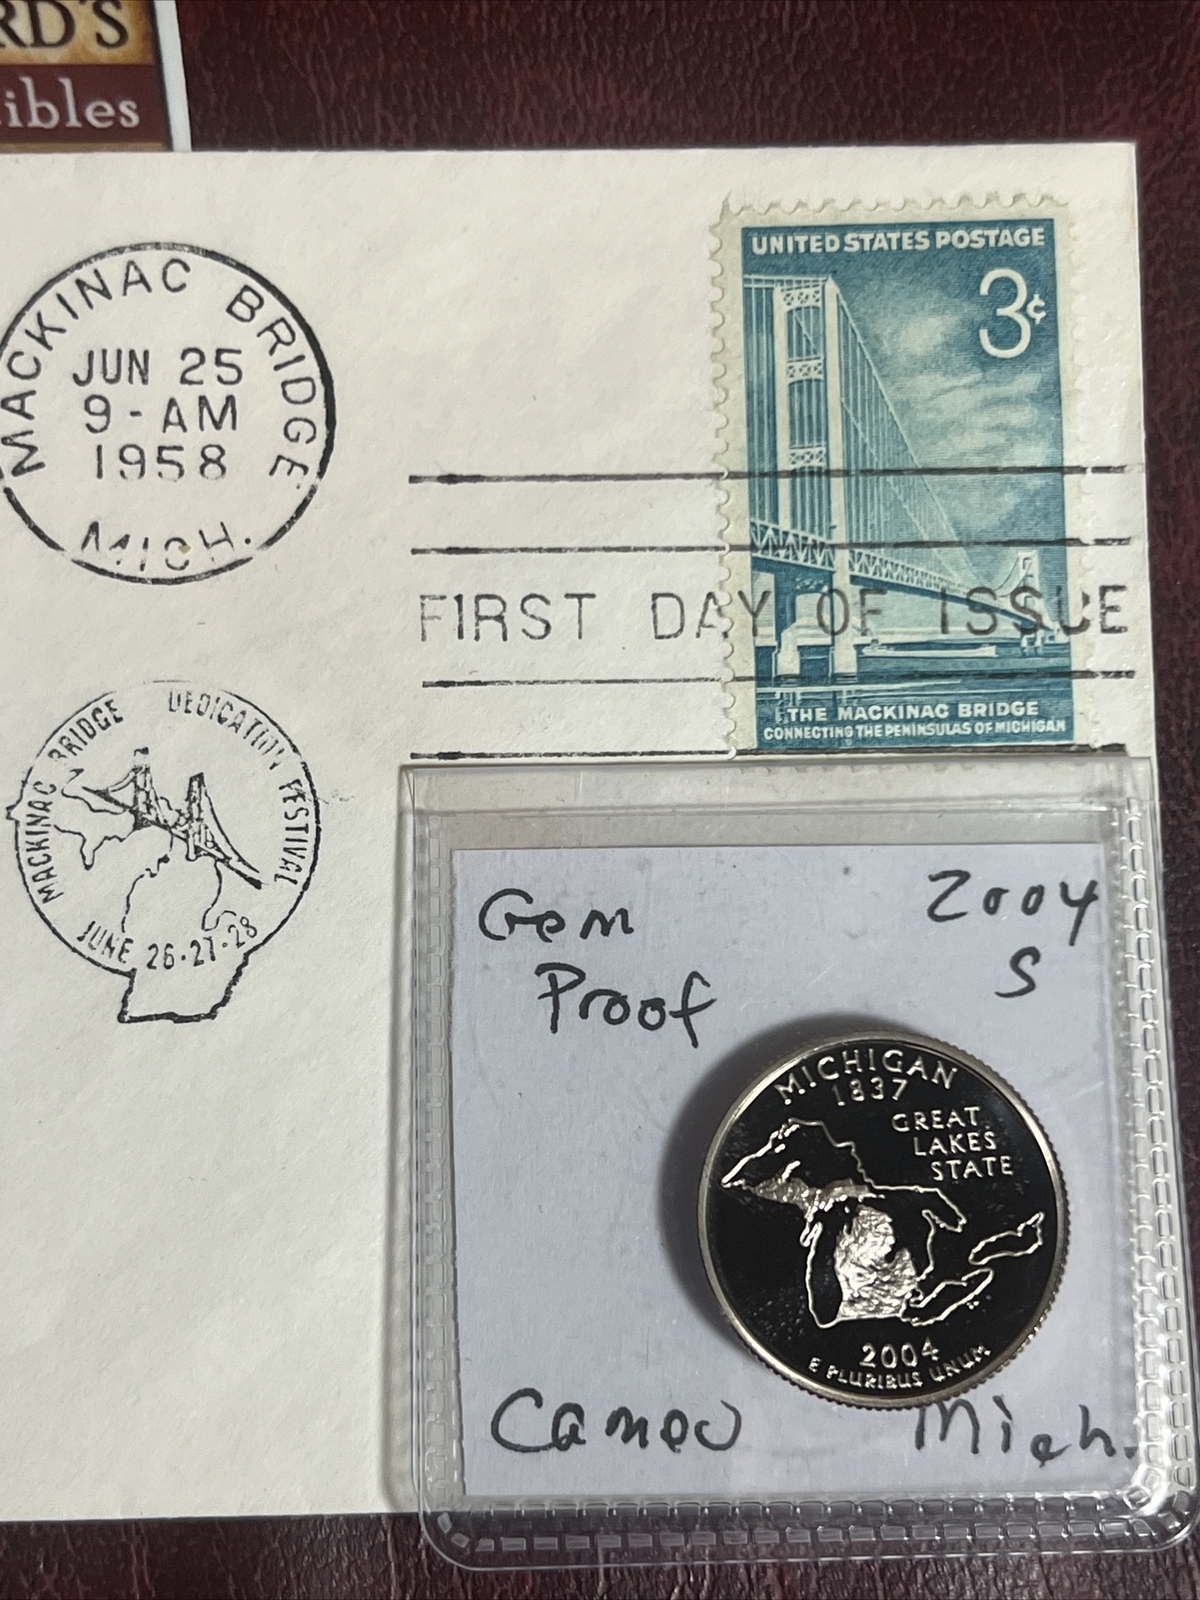 RD'S
ibles
MACKINAC BRIDGE
JUN 25
9-AM
1958
MICH.
UNITED STATES POSTAGE
3¢
FIRST DAY OF ISSUE
THE MACKINAC BRIDGE
CONNECTING THE PENINSULAS OF MICHIGAN
MACKINAC BRIDGE DEDICATION FESTIVAL
JUNE 26·27·28
Gem 2004
Proof S
MICHIGAN
1837
GREAT
LAKES
STATE
2004
E PLURIBUS UNUM
Cameo Mich.